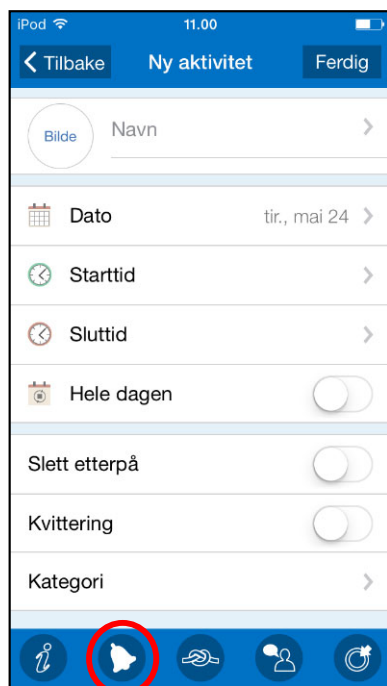 iPod 11.00
Tilbake Ny aktivitet Ferdig
Bilde Navn
Dato tir., mai 24
Starttid
Sluttid
Hele dagen
Slett etterpå
Kvittering
Kategori
i